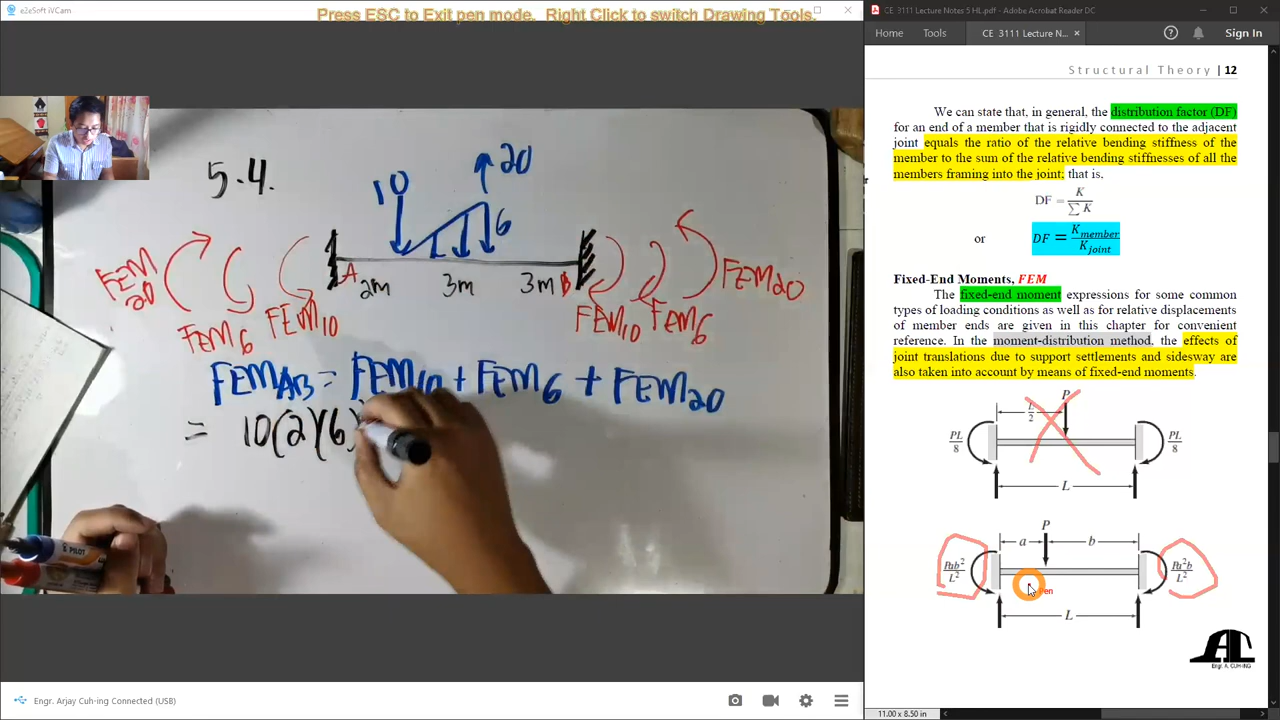 e2eSoft iVCam
Press ESC to Exit pen mode. Right Click to switch Drawing Tools.
5.4.
10
20
6
A
2m
3m
3m
B
FEM
20
FEM6
FEM10
FEM10
FEM6
FEM20
FEMAB = FEM10 + FEM6 + FEM20
= 10(2)(6)
Engr. Arjay Cuh-ing Connected (USB)
CE 3111 Lecture Notes 5 HL.pdf - Adobe Acrobat Reader DC
Home Tools CE 3111 Lecture N... × Sign In
Structural Theory | 12
We can state that, in general, the distribution factor (DF)
for an end of a member that is rigidly connected to the adjacent
joint equals the ratio of the relative bending stiffness of the
member to the sum of the relative bending stiffnesses of all the
members framing into the joint; that is,
DF = K / ∑ K
or DF = Kmember / Kjoint
Fixed-End Moments, FEM
The fixed-end moment expressions for some common
types of loading conditions as well as for relative displacements
of member ends are given in this chapter for convenient
reference. In the moment-distribution method, the effects of
joint translations due to support settlements and sidesway are
also taken into account by means of fixed-end moments.
P
L/2
PL/8
PL/8
L
P
a
b
Pab²/L²
Pa²b/L²
Pen
L
Engr. A. CUH-ING
11.00 x 8.50 in